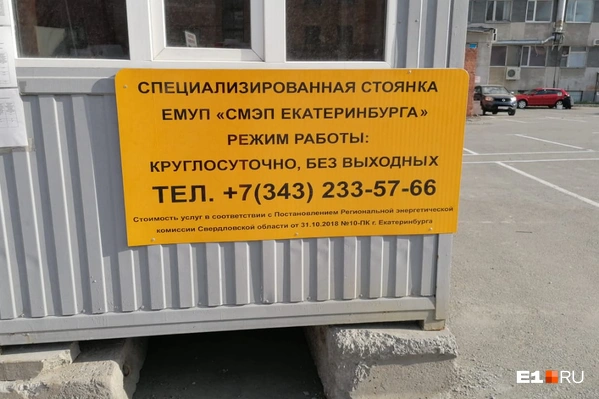 СПЕЦИАЛИЗИРОВАННАЯ СТОЯНКА
ЕМУП «СМЭП ЕКАТЕРИНБУРГА»
РЕЖИМ РАБОТЫ:
КРУГЛОСУТОЧНО, БЕЗ ВЫХОДНЫХ
ТЕЛ. +7(343) 233-57-66
Стоимость услуг в соответствии с Постановлением Региональной энергетической
комиссии Свердловской области от 31.10.2018 №10-ПК г. Екатеринбурга
E1.RU